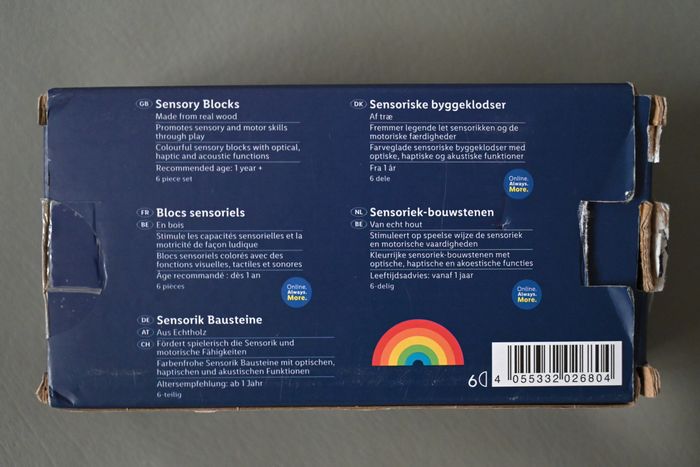 GB Sensory Blocks
Made from real wood
Promotes sensory and motor skills
through play
Colourful sensory blocks with optical,
haptic and acoustic functions
Recommended age: 1 year +
6 piece set
DK Sensoriske byggeklodser
Af træ
Fremmer legende let sensorikken og de
motoriske færdigheder
Farveglade sensoriske byggeklodser med
optiske, haptiske og akustiske funktioner
Fra 1 år
6 dele
Online.
Always.
More.
FR Blocs sensoriels
BE En bois
Stimule les capacités sensorielles et la
motricité de façon ludique
Blocs sensoriels colorés avec des
fonctions visuelles, tactiles et sonores
Âge recommandé : dès 1 an
6 pièces
Online.
Always.
More.
NL Sensoriek-bouwstenen
BE Van echt hout
Stimuleert op speelse wijze de sensoriek
en motorische vaardigheden
Kleurrijke sensoriek-bouwstenen met
optische, haptische en akoestische functies
Leeftijdsadvies: vanaf 1 jaar
6-delig
Online.
Always.
More.
DE Sensorik Bausteine
AT Aus Echtholz
CH Fördert spielerisch die Sensorik und
motorische Fähigkeiten
Farbenfrohe Sensorik Bausteine mit optischen,
haptischen und akustischen Funktionen
Altersempfehlung: ab 1 Jahr
6-teilig
6D
4 055332 026804